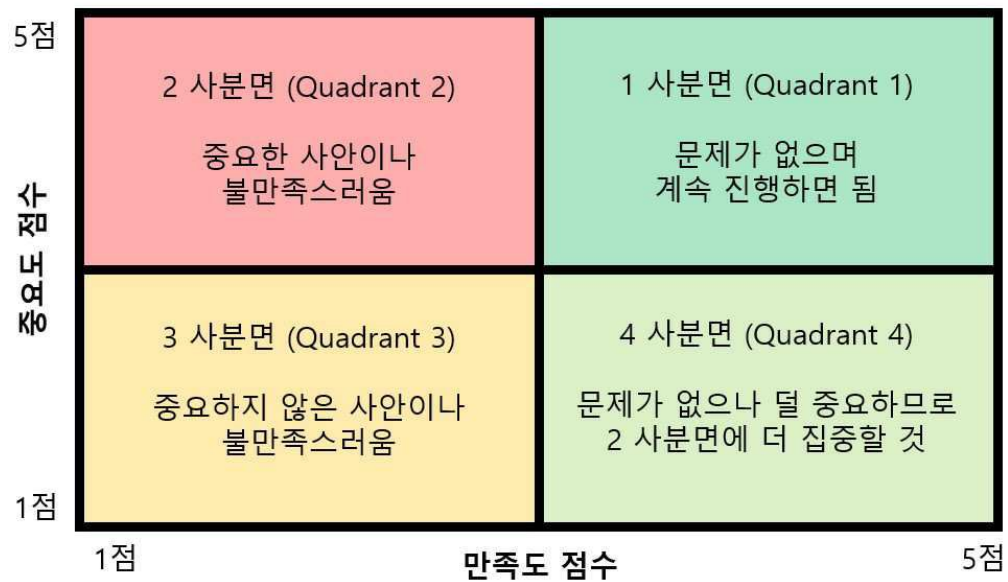 5점
2 사분면 (Quadrant 2)
중요한 사안이나
불만족스러움
1 사분면 (Quadrant 1)
문제가 없으며
계속 진행하면 됨
중요도 점수
3 사분면 (Quadrant 3)
중요하지 않은 사안이나
불만족스러움
4 사분면 (Quadrant 4)
문제가 없으나 덜 중요하므로
2 사분면에 더 집중할 것
1점
1점
만족도 점수
5점